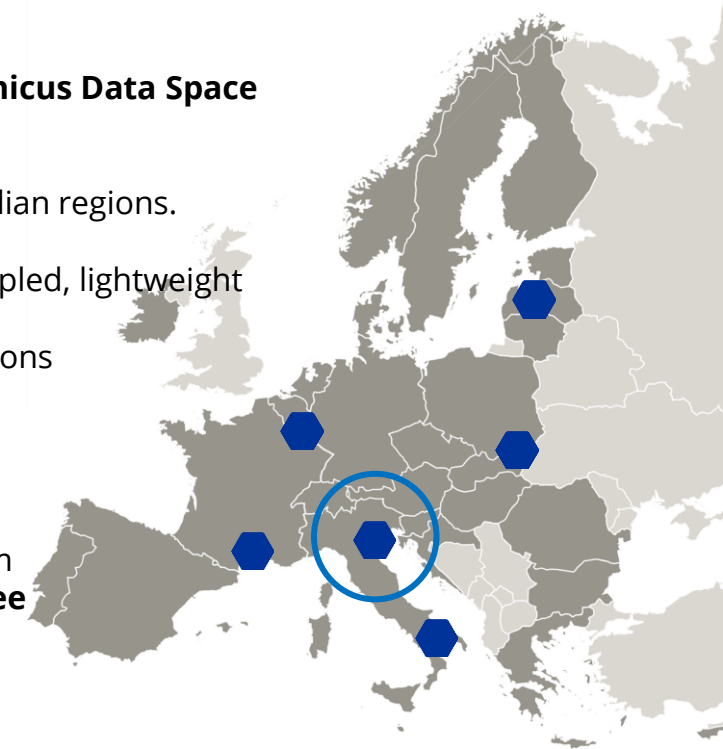 nicus Data Space
lian regions.
pled, lightweight
ons
n
ee